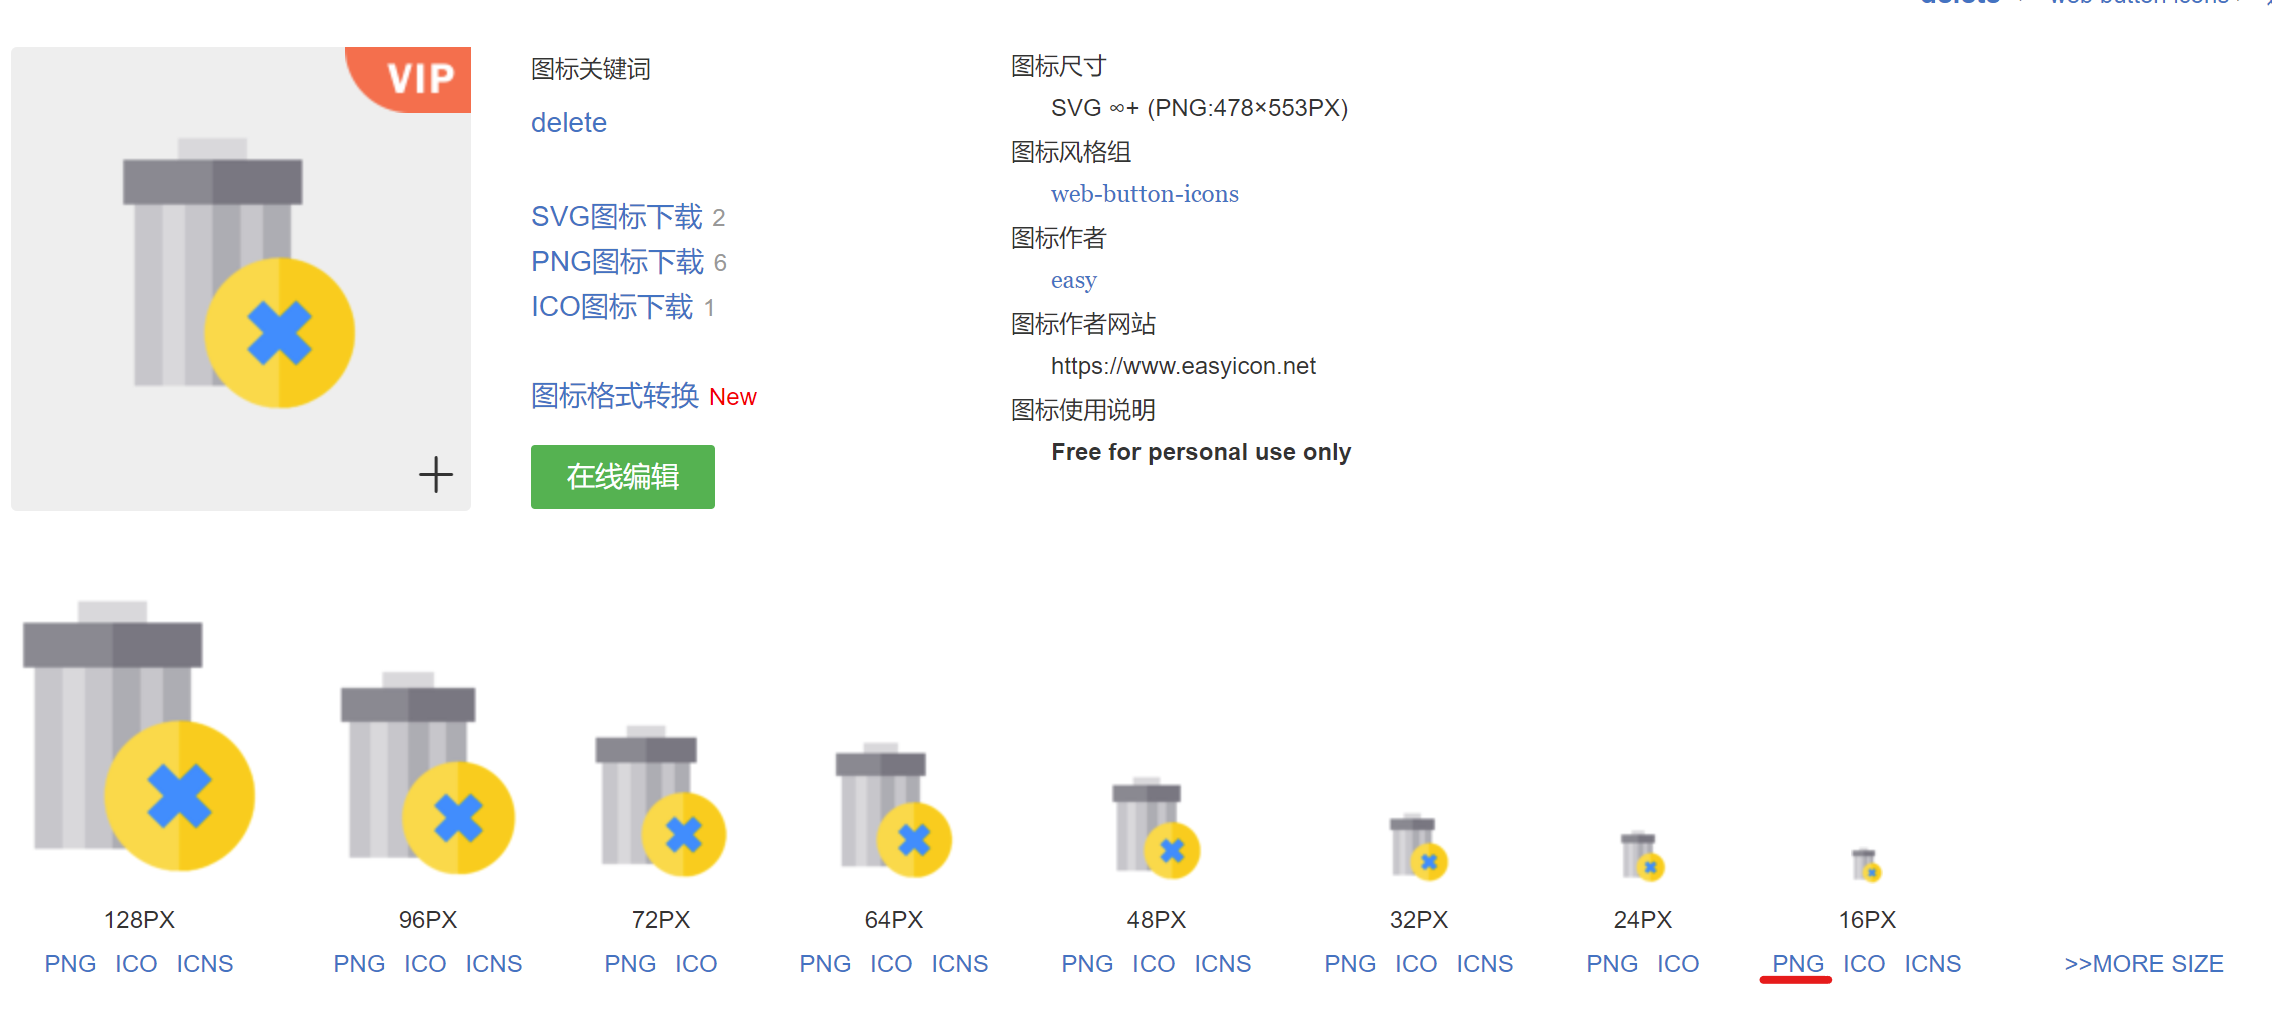 delete web-button-icons
VIP
图标关键词
delete
SVG图标下载 2
PNG图标下载 6
ICO图标下载 1
图标格式转换 New
在线编辑
图标尺寸
SVG ∞+ (PNG:478×553PX)
图标风格组
web-button-icons
图标作者
easy
图标作者网站
https://www.easyicon.net
图标使用说明
Free for personal use only
128PX
PNG ICO ICNS
96PX
PNG ICO ICNS
72PX
PNG ICO
64PX
PNG ICO ICNS
48PX
PNG ICO ICNS
32PX
PNG ICO ICNS
24PX
PNG ICO
16PX
PNG ICO ICNS
>>MORE SIZE